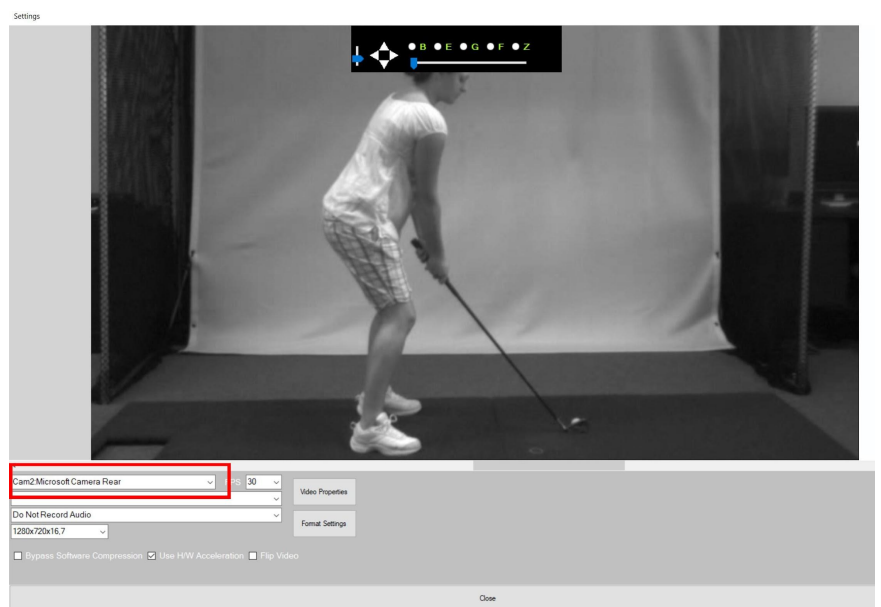 Settings
B E G F Z
Cam2:Microsoft Camera Rear
PS 30
Video Properties
Do Not Record Audio
Format Settings
1280x720x16,7
Bypass Software Compression Use H/W Acceleration Flip Video
Close